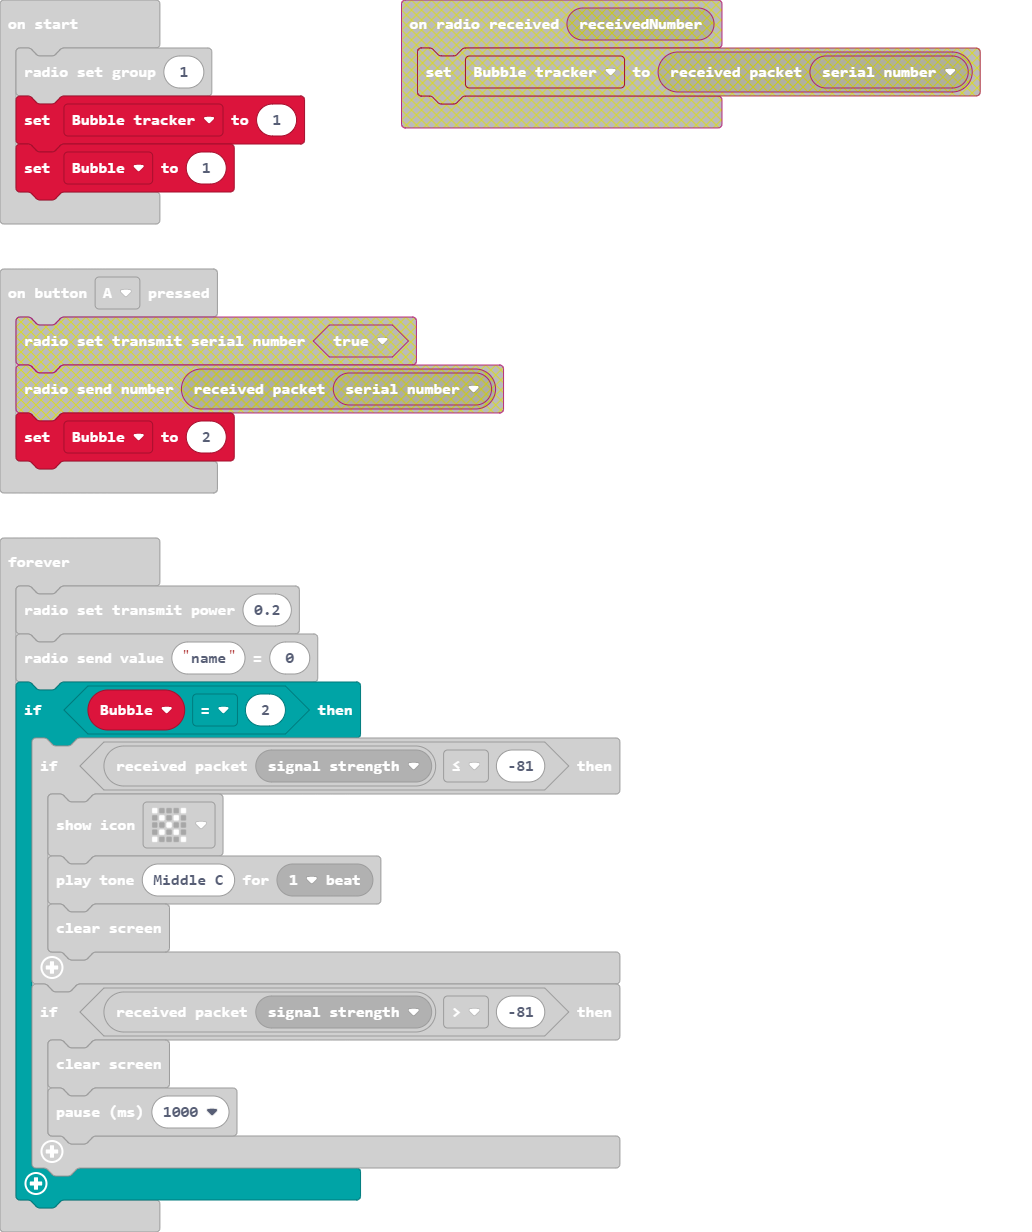 on start
radio set group 1
set Bubble tracker to 1
set Bubble to 1
on radio received receivedNumber
set Bubble tracker to received packet serial number
on button A pressed
radio set transmit serial number true
radio send number received packet serial number
set Bubble to 2
forever
radio set transmit power 0.2
radio send value "name" = 0
if Bubble = 2 then
if received packet signal strength ≤ -81 then
show icon
play tone Middle C for 1 beat
clear screen
if received packet signal strength > -81 then
clear screen
pause (ms) 1000